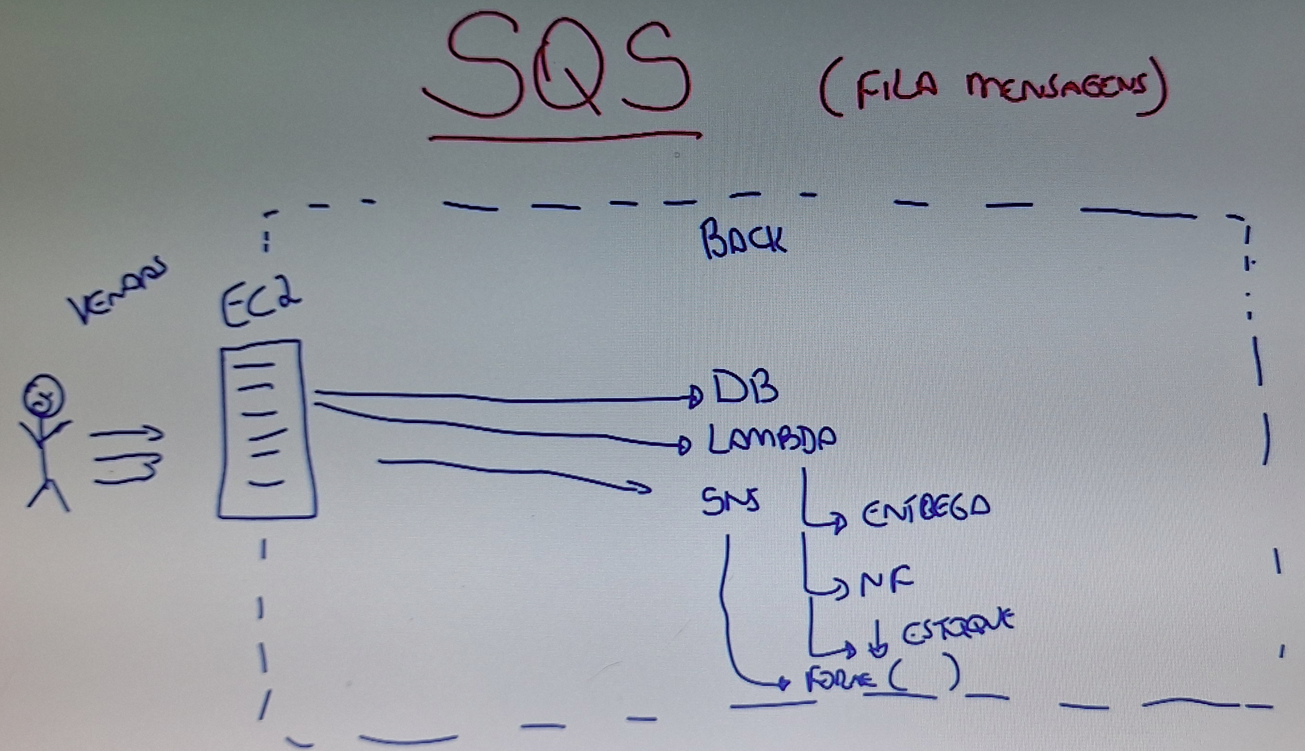 SQS (FILA MENSAGENS)
BACK
VENDAS
EC2
DB
LAMBDA
SNS
ENTREGA
NF
↓ ESTOQUE
FORNE ( )